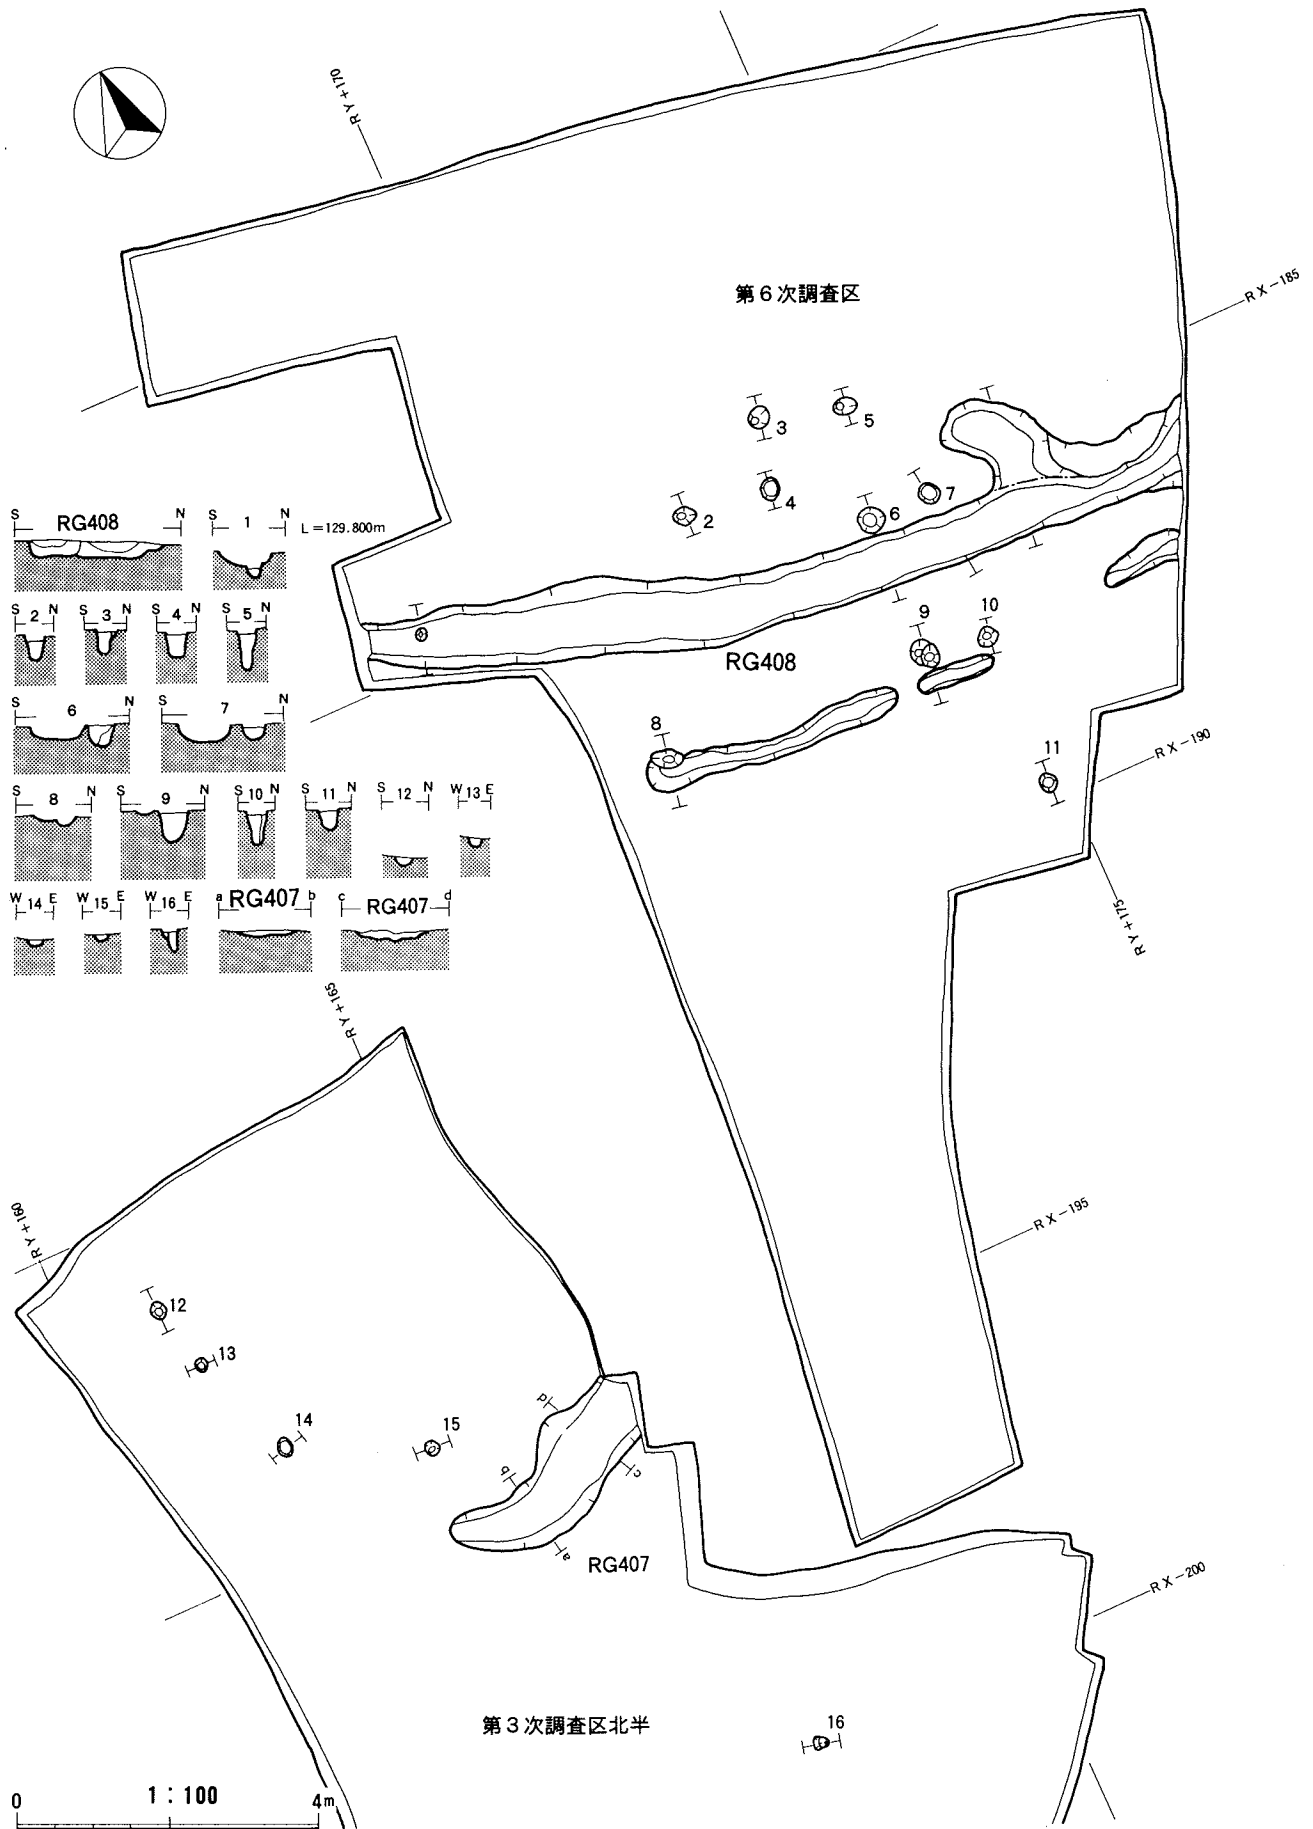 RY+170
第6次調査区
RX-185
3
5
4
7
2
6
S RG408 N
S 1 N L=129.800m
S 2 N
S 3 N
S 4 N
S 5 N
9
10
RG408
S 6 N
S 7 N
8
11
RX-190
S 8 N
S 9 N
S 10 N
S 11 N
S 12 N
W 13 E
W 14 E
W 15 E
W 16 E
a RG407 b
c RG407 d
RY+175
RY+165
RX-195
RY+160
12
13
14
15
d
b
c
a
RG407
RX-200
第3次調査区北半
16
1:100
0 4m